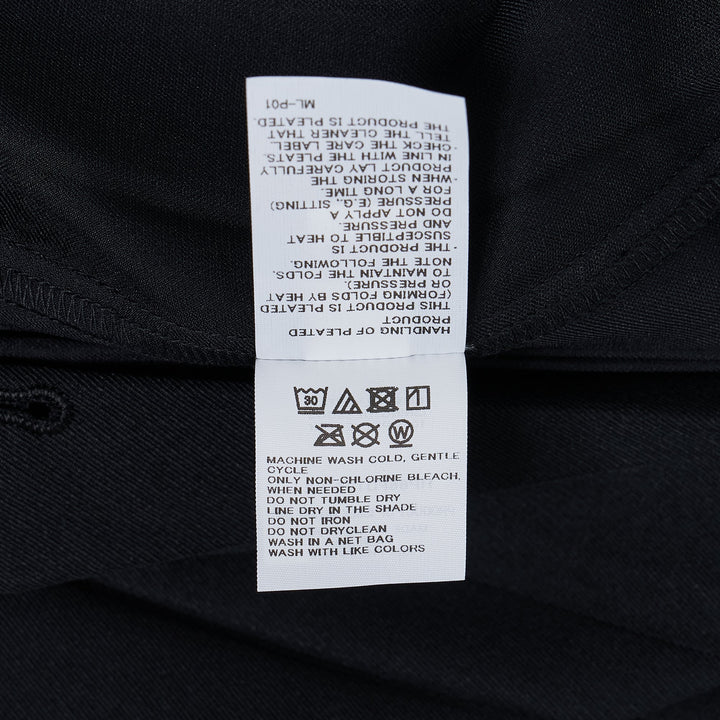 HANDLING OF PLEATED
PRODUCT
THIS PRODUCT IS PLEATED
(FORMING FOLDS BY HEAT
TO MAINTAIN THE FOLDS.
NOTE THE FOLLOWING.
・THE PRODUCT IS
SUSCEPTIBLE TO HEAT
AND PRESSURE.
DO NOT APPLY A
PRESSURE (E.G., SITTING)
FOR A LONG TIME.
・WHEN STORING THE
PRODUCT LAY CAREFULLY
IN LINE WITH THE PLEATS.
・CHECK THE CARE LABEL.
TELL THE CLEANER THAT
THE PRODUCT IS PLEATED.
ML-P01
30
W
MACHINE WASH COLD, GENTLE
CYCLE
ONLY NON-CHLORINE BLEACH,
WHEN NEEDED
DO NOT TUMBLE DRY
LINE DRY IN THE SHADE
DO NOT IRON
DO NOT DRYCLEAN
WASH IN A NET BAG
WASH WITH LIKE COLORS